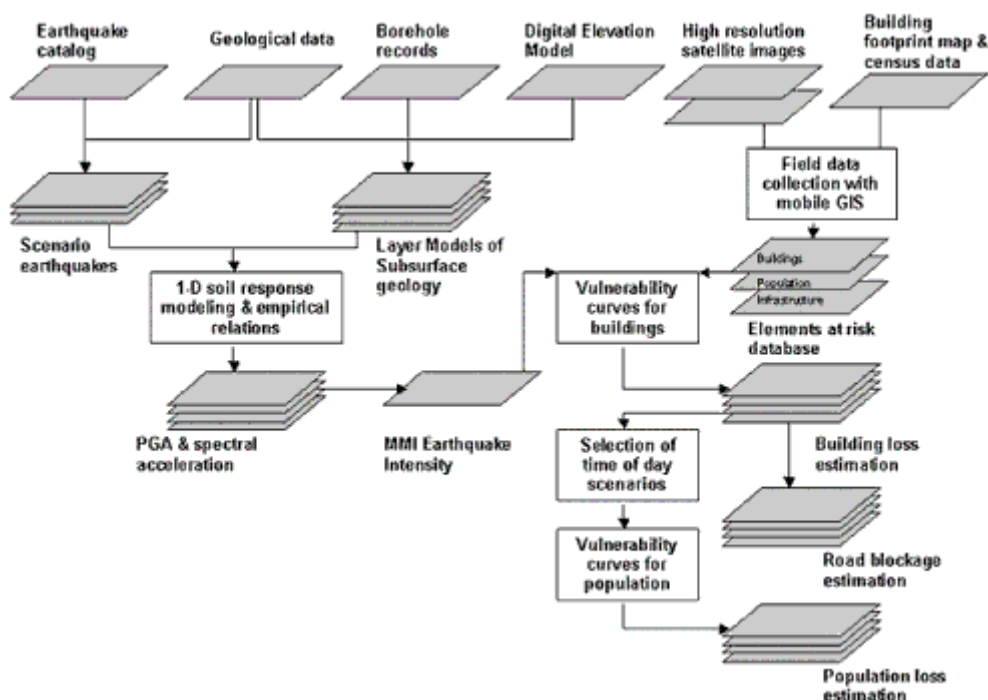 Earthquake
catalog
Geological data
Borehole
records
Digital Elevation
Model
High resolution
satellite images
Building
footprint map &
census data
Field data
collection with
mobile GIS
Scenario
earthquakes
Layer Models of
Subsurface
geology
Buildings
Population
Infrastructure
Elements at risk
database
1-D soil response
modeling & empirical
relations
Vulnerability
curves for
buildings
PGA & spectral
acceleration
MMI Earthquake
Intensity
Building loss
estimation
Selection of
time of day
scenarios
Road blockage
estimation
Vulnerability
curves for
population
Population loss
estimation